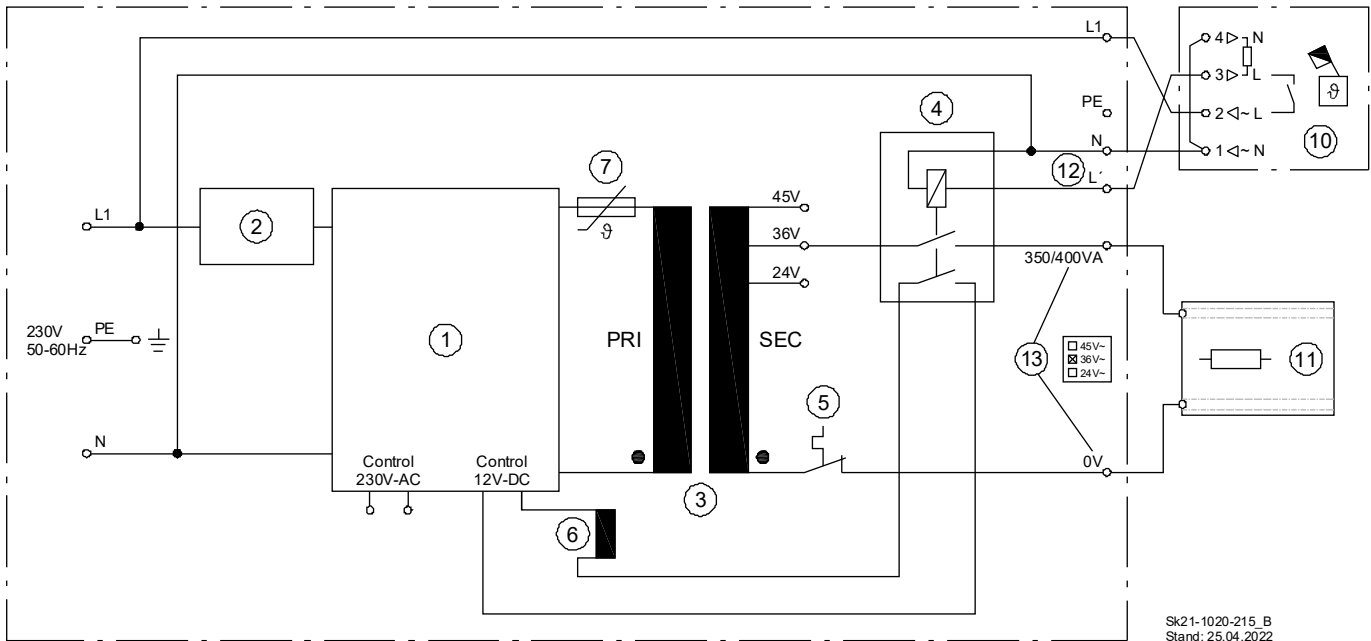 L1
4 ▷ N
3 ▷ L
2 ◁~ L
1 ◁~ N
ϑ
10
PE
N
12
L´
4
7
ϑ
45V
36V
24V
350/400VA
L1
2
230V
50-60Hz
PE
1
PRI
SEC
13
☐ 45V~
☒ 36V~
☐ 24V~
11
5
N
0V
Control
230V-AC
Control
12V-DC
3
6
Sk21-1020-215_B
Stand: 25.04.2022